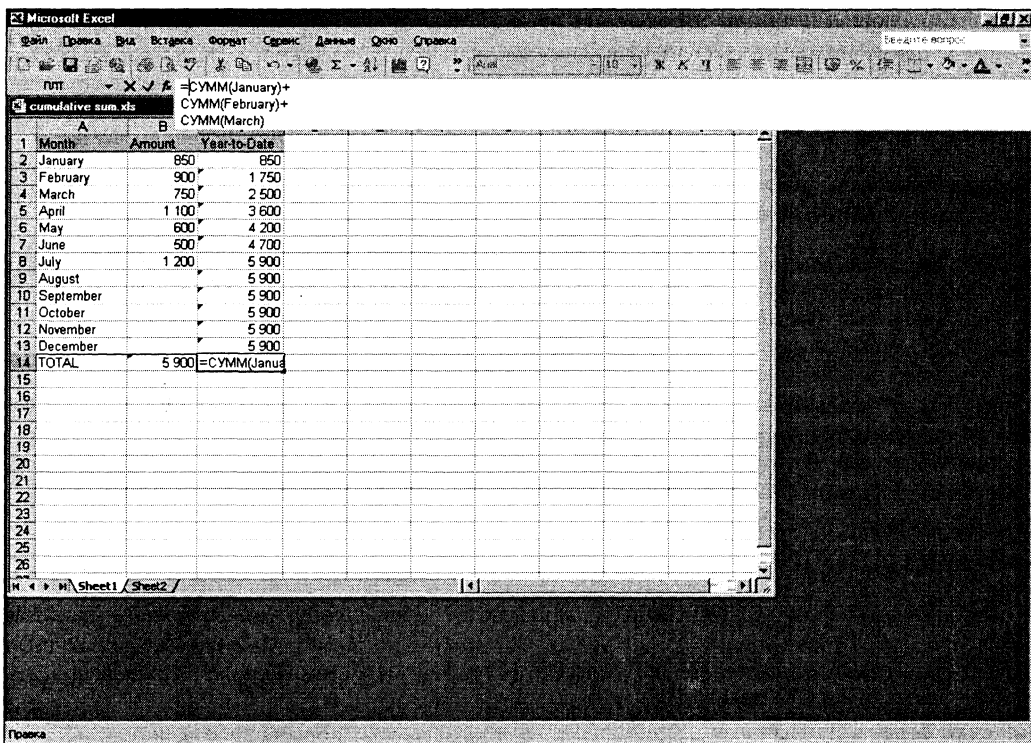 Microsoft Excel
Файл Правка Вид Вставка Формат Сервис Данные Окно Справка Введите вопрос
Arial 10 Ж К Ч
ППП =СУММ(January)+
СУММ(February)+
СУММ(March)
cumulative sum.xls
A B
1 Month Amount Year-to-Date
2 January 850 850
3 February 900 1 750
4 March 750 2 500
5 April 1 100 3 600
6 May 600 4 200
7 June 500 4 700
8 July 1 200 5 900
9 August 5 900
10 September 5 900
11 October 5 900
12 November 5 900
13 December 5 900
14 TOTAL 5 900 =СУММ(Janua
15
16
17
18
19
20
21
22
23
24
25
26
Sheet1 Sheet2
Правка